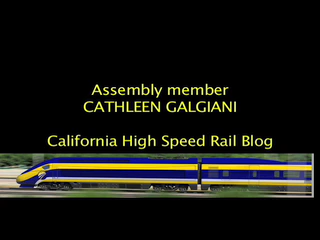 Assembly member
CATHLEEN GALGIANI
California High Speed Rail Blog